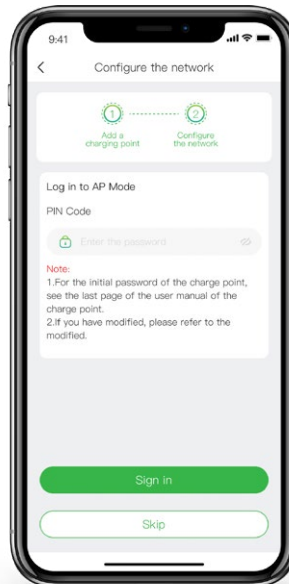 9:41
Configure the network
1
2
Add a
charging point
Configure
the network
Log in to AP Mode
PIN Code
Enter the password
Note:
1.For the initial password of the charge point,
see the last page of the user manual of the
charge point.
2.If you have modified, please refer to the
modified.
Sign in
Skip